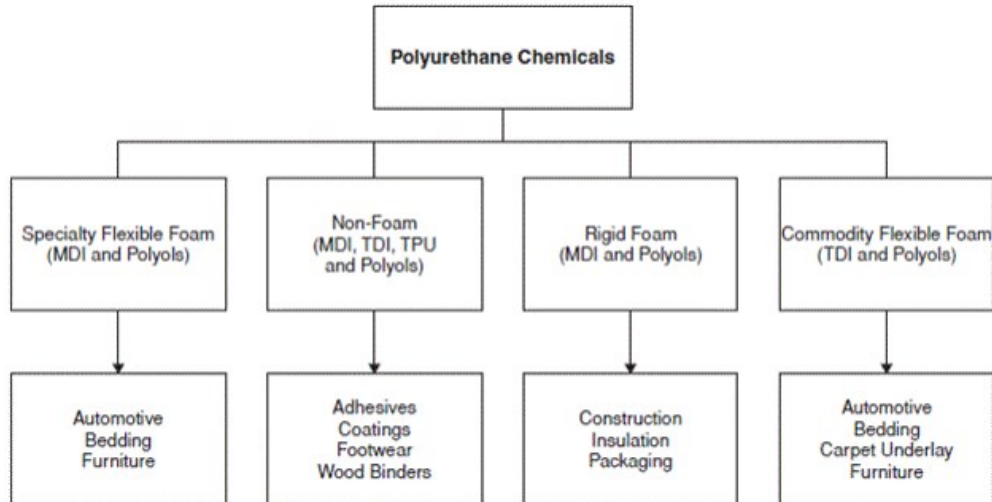 Polyurethane Chemicals
Specialty Flexible Foam
(MDI and Polyols)
Non-Foam
(MDI, TDI, TPU
and Polyols)
Rigid Foam
(MDI and Polyols)
Commodity Flexible Foam
(TDI and Polyols)
Automotive
Bedding
Furniture
Adhesives
Coatings
Footwear
Wood Binders
Construction
Insulation
Packaging
Automotive
Bedding
Carpet Underlay
Furniture